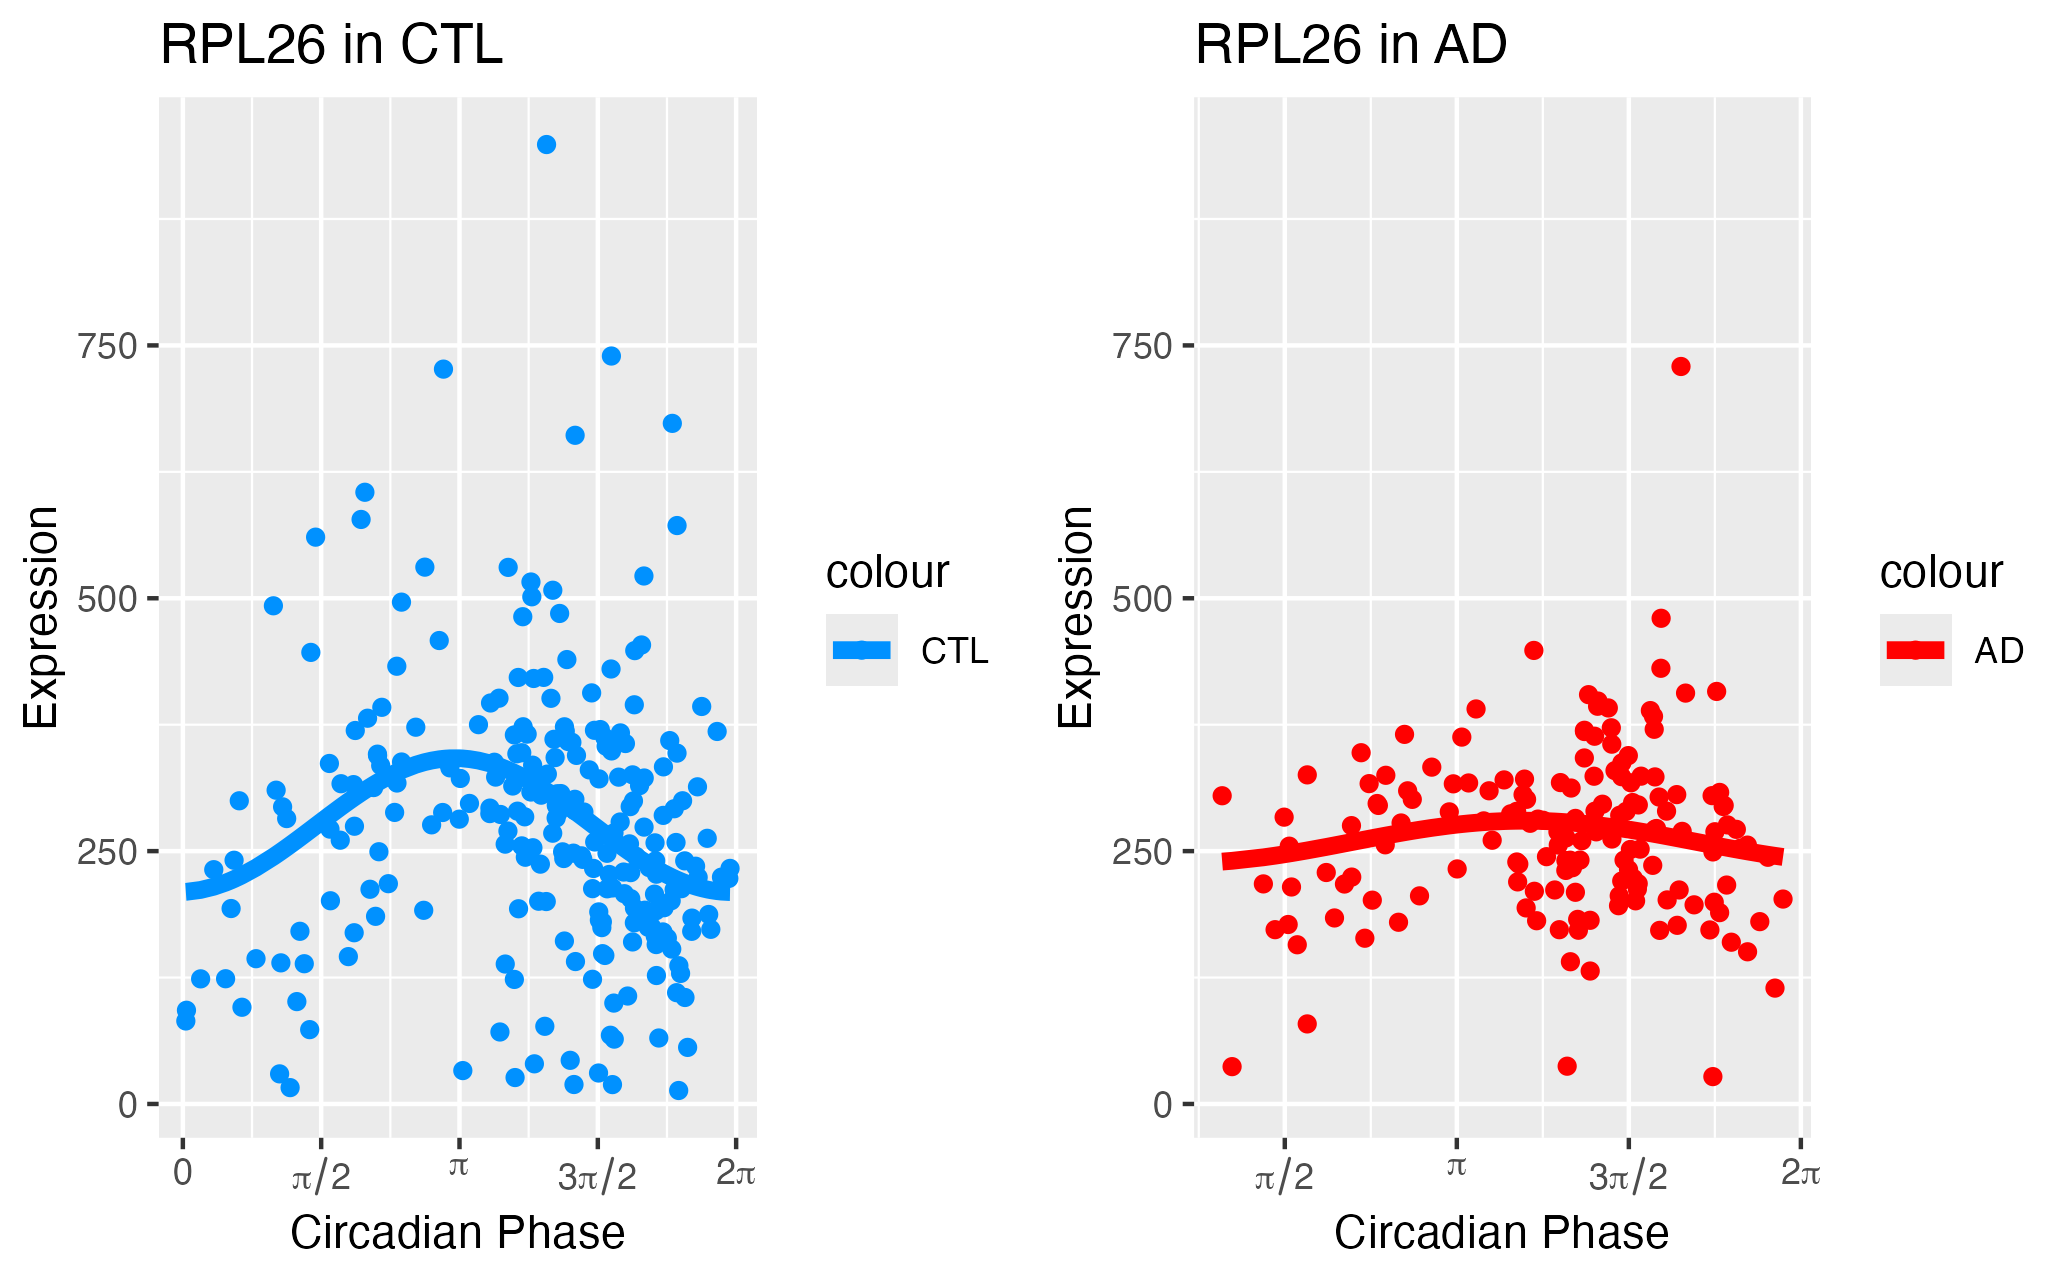 RPL26 in CTL
Expression
750
500
250
0
0 π/2 π 3π/2 2π
Circadian Phase
colour
CTL
RPL26 in AD
Expression
750
500
250
0
π/2 π 3π/2 2π
Circadian Phase
colour
AD